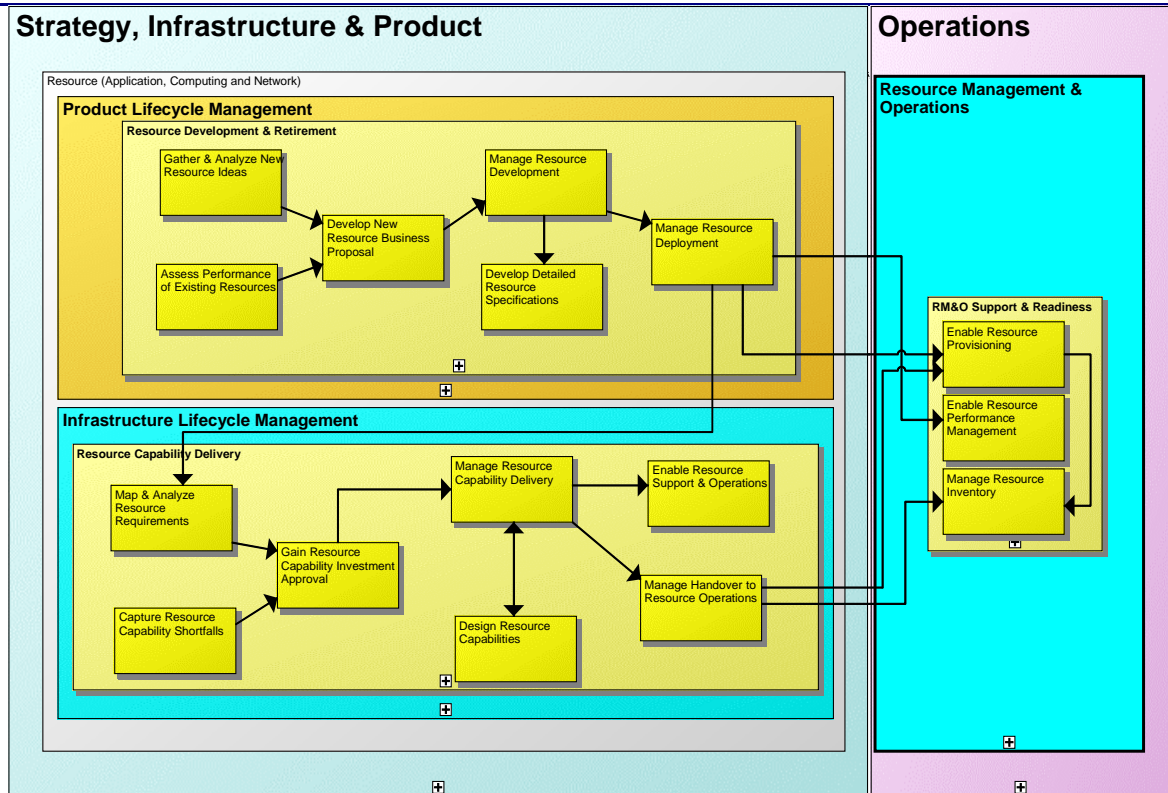 Strategy, Infrastructure & Product
Operations
Resource (Application, Computing and Network)
Product Lifecycle Management
Resource Development & Retirement
Gather & Analyze New
Resource Ideas
Manage Resource
Development
Develop New
Resource Business
Proposal
Manage Resource
Deployment
Assess Performance
of Existing Resources
Develop Detailed
Resource
Specifications
Infrastructure Lifecycle Management
Resource Capability Delivery
Map & Analyze
Resource
Requirements
Manage Resource
Capability Delivery
Enable Resource
Support & Operations
Gain Resource
Capability Investment
Approval
Manage Handover to
Resource Operations
Capture Resource
Capability Shortfalls
Design Resource
Capabilities
Resource Management &
Operations
RM&O Support & Readiness
Enable Resource
Provisioning
Enable Resource
Performance
Management
Manage Resource
Inventory